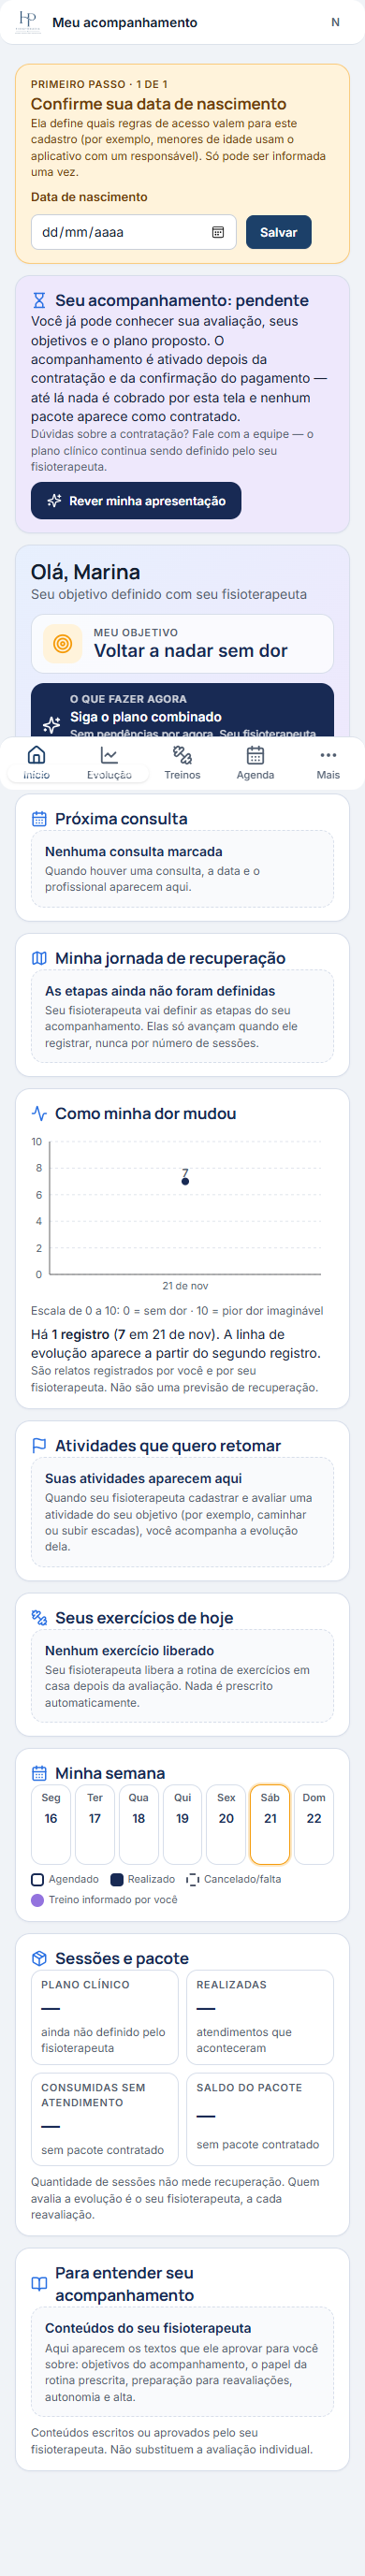 HP
Meu acompanhamento
N
PRIMEIRO PASSO · 1 DE 1
Confirme sua data de nascimento
Ela define quais regras de acesso valem para este
cadastro (por exemplo, menores de idade usam o
aplicativo com um responsável). Só pode ser informada
uma vez.
Data de nascimento
dd/mm/aaaa
Salvar
Seu acompanhamento: pendente
Você já pode conhecer sua avaliação, seus
objetivos e o plano proposto. O
acompanhamento é ativado depois da
contratação e da confirmação do pagamento —
até lá nada é cobrado por esta tela e nenhum
pacote aparece como contratado.
Dúvidas sobre a contratação? Fale com a equipe — o
plano clínico continua sendo definido pelo seu
fisioterapeuta.
Rever minha apresentação
Olá, Marina
Seu objetivo definido com seu fisioterapeuta
MEU OBJETIVO
Voltar a nadar sem dor
O QUE FAZER AGORA
Siga o plano combinado
Sem pendências por agora. Seu fisioterapeuta
Início
Evolução
Treinos
Agenda
Mais
Próxima consulta
Nenhuma consulta marcada
Quando houver uma consulta, a data e o
profissional aparecem aqui.
Minha jornada de recuperação
As etapas ainda não foram definidas
Seu fisioterapeuta vai definir as etapas do seu
acompanhamento. Elas só avançam quando ele
registrar, nunca por número de sessões.
Como minha dor mudou
10
8
6
4
2
0
7
21 de nov
Escala de 0 a 10: 0 = sem dor · 10 = pior dor imaginável
Há 1 registro (7 em 21 de nov). A linha de
evolução aparece a partir do segundo registro.
São relatos registrados por você e por seu
fisioterapeuta. Não são uma previsão de recuperação.
Atividades que quero retomar
Suas atividades aparecem aqui
Quando seu fisioterapeuta cadastrar e avaliar uma
atividade do seu objetivo (por exemplo, caminhar
ou subir escadas), você acompanha a evolução
dela.
Seus exercícios de hoje
Nenhum exercício liberado
Seu fisioterapeuta libera a rotina de exercícios em
casa depois da avaliação. Nada é prescrito
automaticamente.
Minha semana
Seg Ter Qua Qui Sex Sáb Dom
16 17 18 19 20 21 22
Agendado Realizado Cancelado/falta
Treino informado por você
Sessões e pacote
PLANO CLÍNICO
—
ainda não definido pelo
fisioterapeuta
REALIZADAS
—
atendimentos que
aconteceram
CONSUMIDAS SEM
ATENDIMENTO
—
sem pacote contratado
SALDO DO PACOTE
—
sem pacote contratado
Quantidade de sessões não mede recuperação. Quem
avalia a evolução é o seu fisioterapeuta, a cada
reavaliação.
Para entender seu
acompanhamento
Conteúdos do seu fisioterapeuta
Aqui aparecem os textos que ele aprovar para você
sobre: objetivos do acompanhamento, o papel da
rotina prescrita, preparação para reavaliações,
autonomia e alta.
Conteúdos escritos ou aprovados pelo seu
fisioterapeuta. Não substituem a avaliação individual.